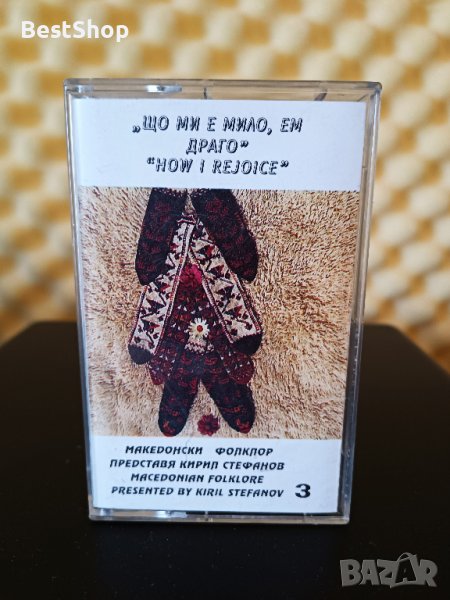 BestShop
„ЩО МИ Е МИЛО, ЕМ
ДРАГО”
“HOW I REJOICE”
МАКЕДОНСКИ ФОЛКЛОР
ПРЕДСТАВЯ КИРИЛ СТЕФАНОВ
MACEDONIAN FOLKLORE
PRESENTED BY KIRIL STEFANOV 3
BAZAR